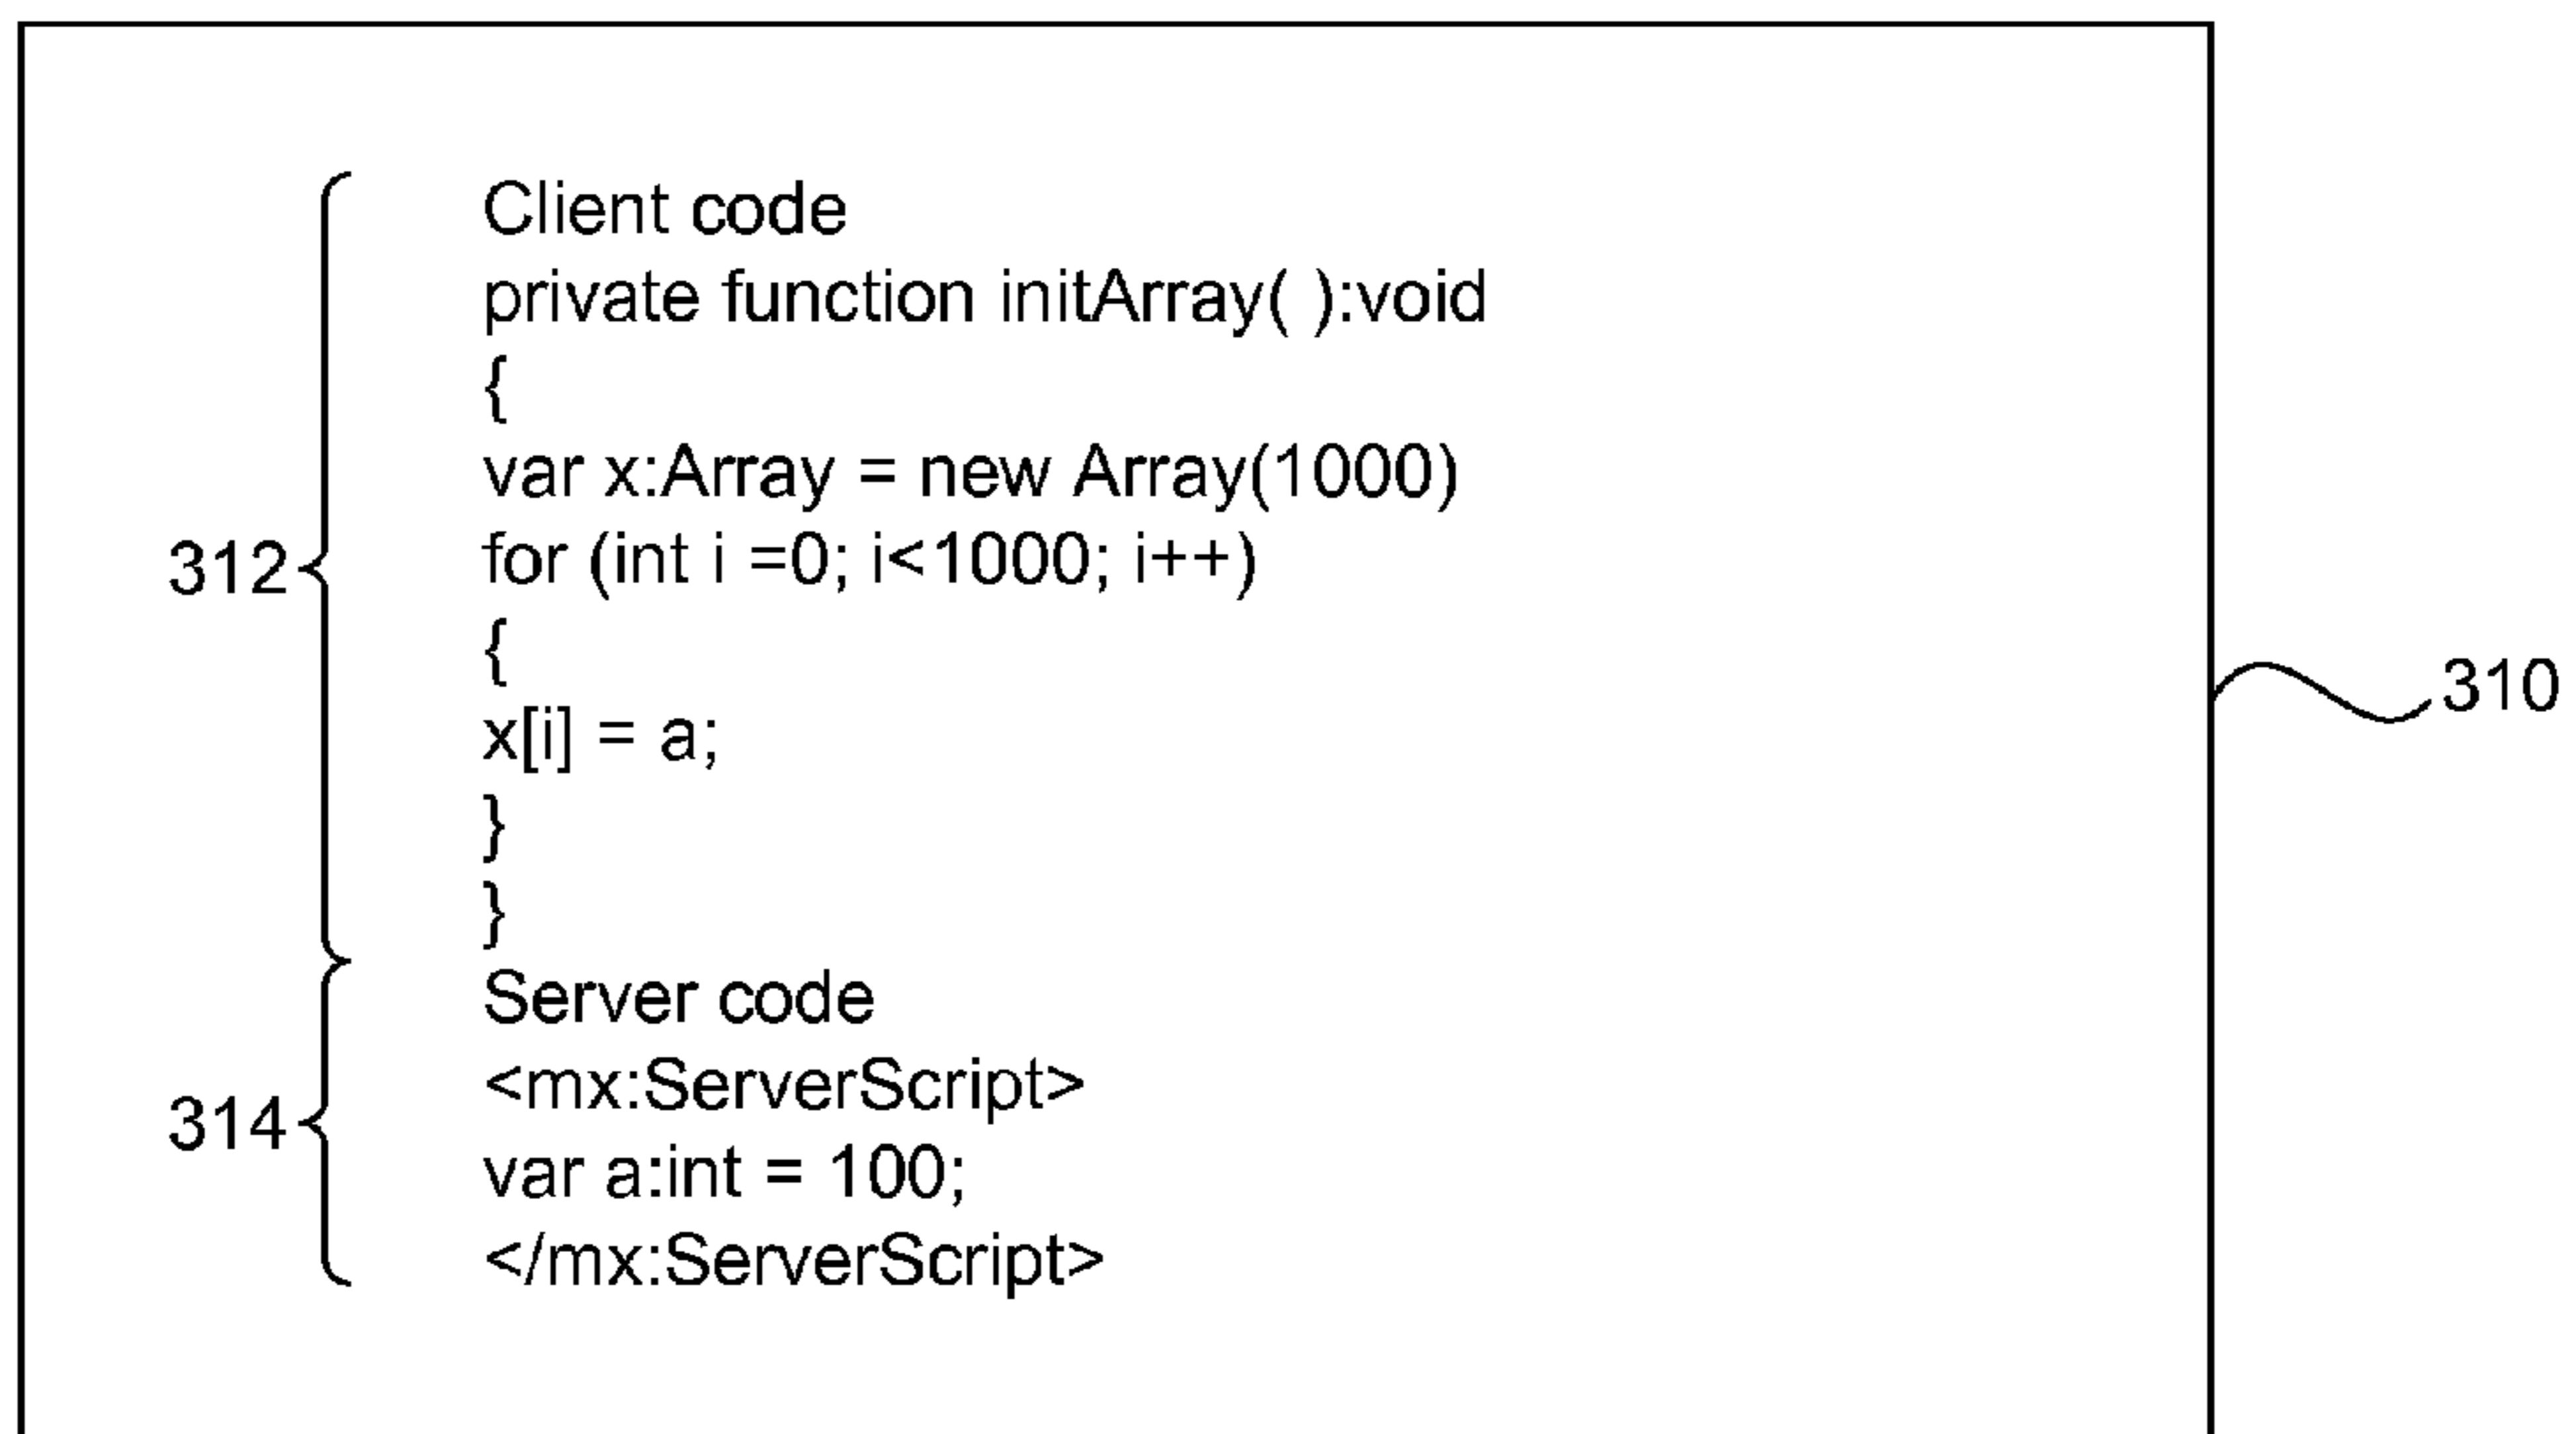 Client code
private function initArray( ):void
{
var x:Array = new Array(1000)
312
for (int i =0; i<1000; i++)
{
310
x[i] = a;
}
}
Server code
<mx:ServerScript>
314
var a:int = 100;
</mx:ServerScript>